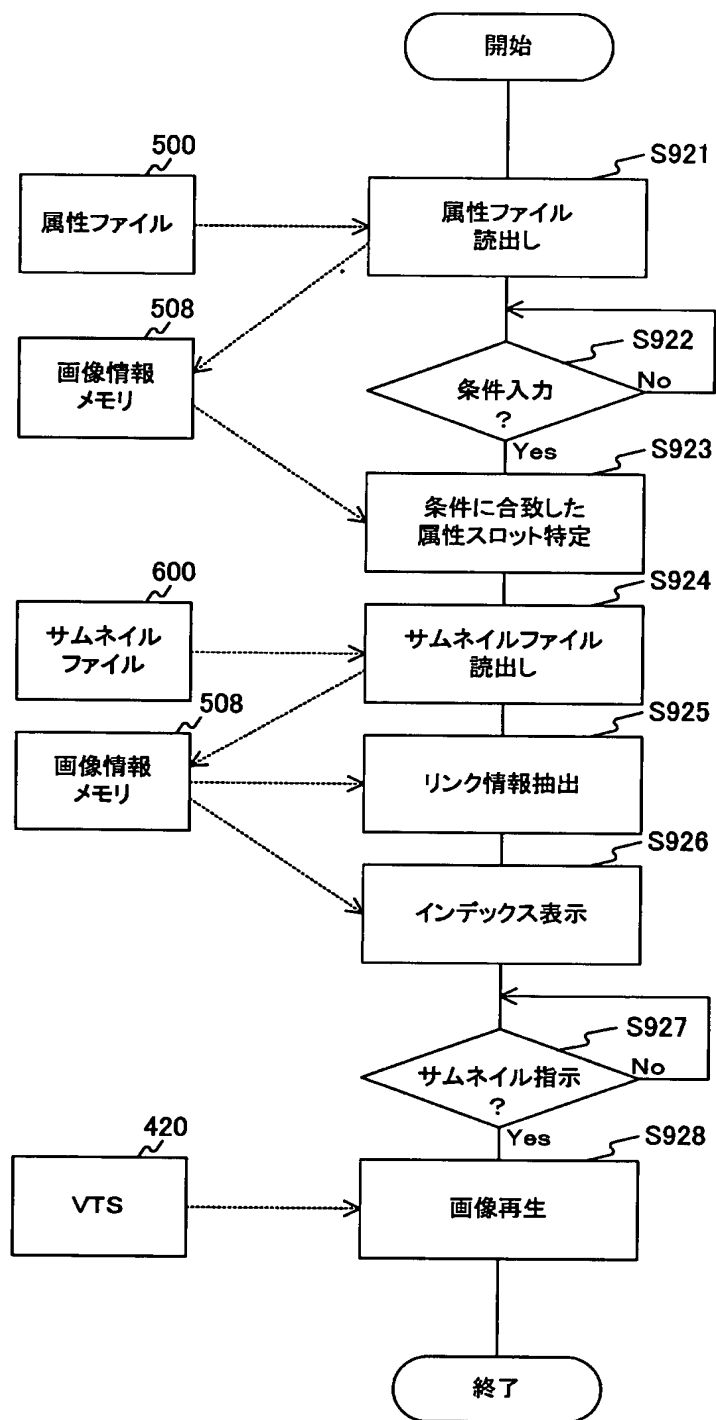 開始
500
属性ファイル
S921
属性ファイル
読出し
508
画像情報
メモリ
S922
条件入力
?
No
Yes
S923
条件に合致した
属性スロット特定
600
サムネイル
ファイル
S924
サムネイルファイル
読出し
508
画像情報
メモリ
S925
リンク情報抽出
S926
インデックス表示
S927
サムネイル指示
?
No
Yes
420
VTS
S928
画像再生
終了